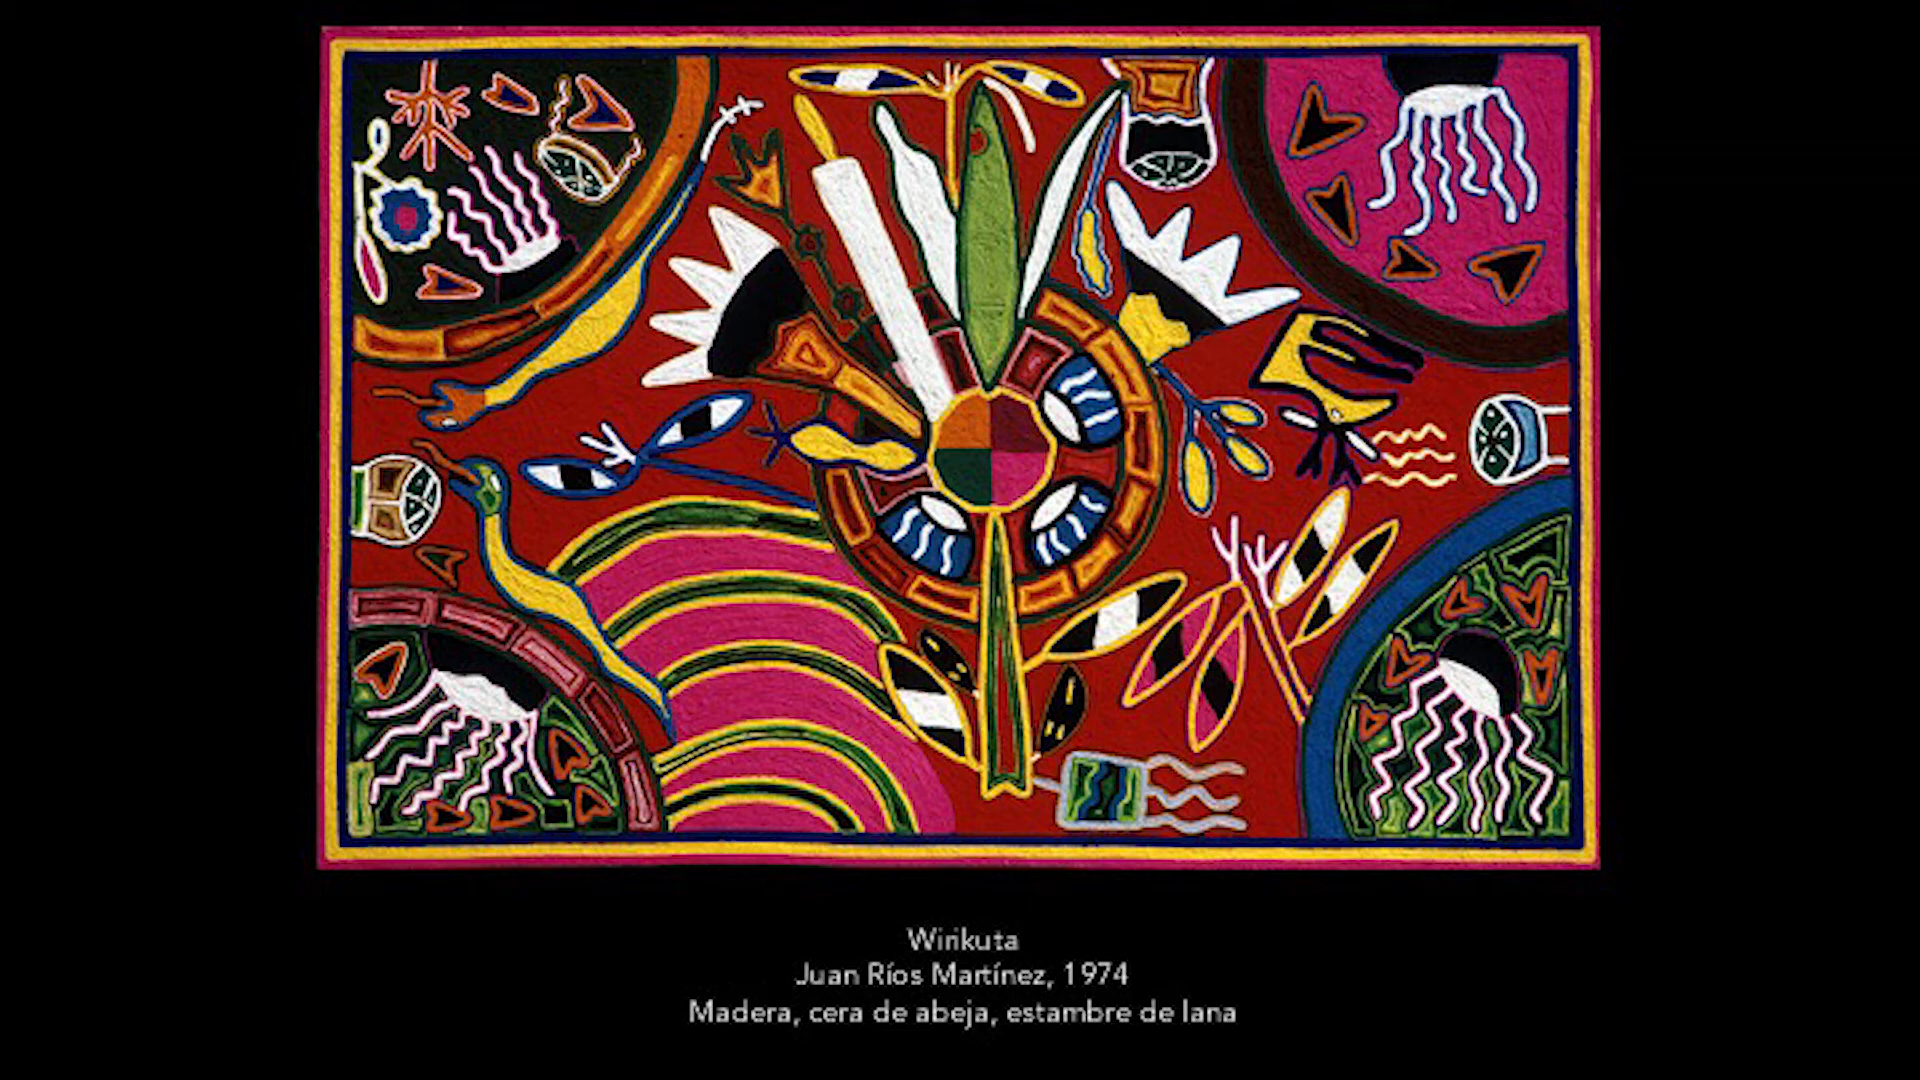 Wirikuta
Juan Ríos Martínez, 1974
Madera, cera de abeja, estambre de lana